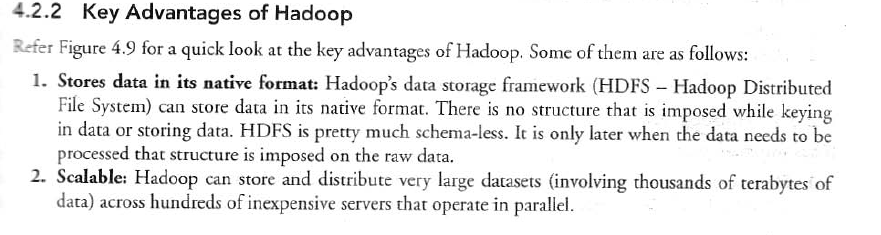 4.2.2 Key Advantages of Hadoop
Refer Figure 4.9 for a quick look at the key advantages of Hadoop. Some of them are as follows:
1. Stores data in its native format: Hadoop's data storage framework (HDFS – Hadoop Distributed
File System) can store data in its native format. There is no structure that is imposed while keying
in data or storing data. HDFS is pretty much schema-less. It is only later when the data needs to be
processed that structure is imposed on the raw data.
2. Scalable: Hadoop can store and distribute very large datasets (involving thousands of terabytes of
data) across hundreds of inexpensive servers that operate in parallel.